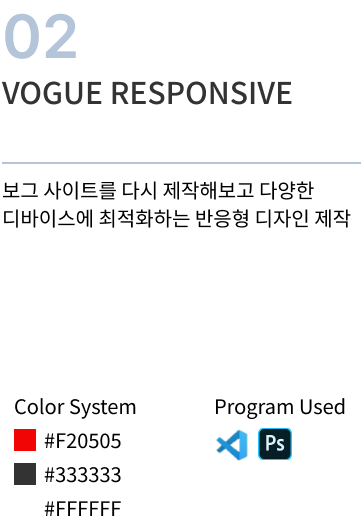 02
VOGUE RESPONSIVE
보그 사이트를 다시 제작해보고 다양한
디바이스에 최적화하는 반응형 디자인 제작
Color System
#F20505
#333333
#FFFFFF
Program Used
Ps